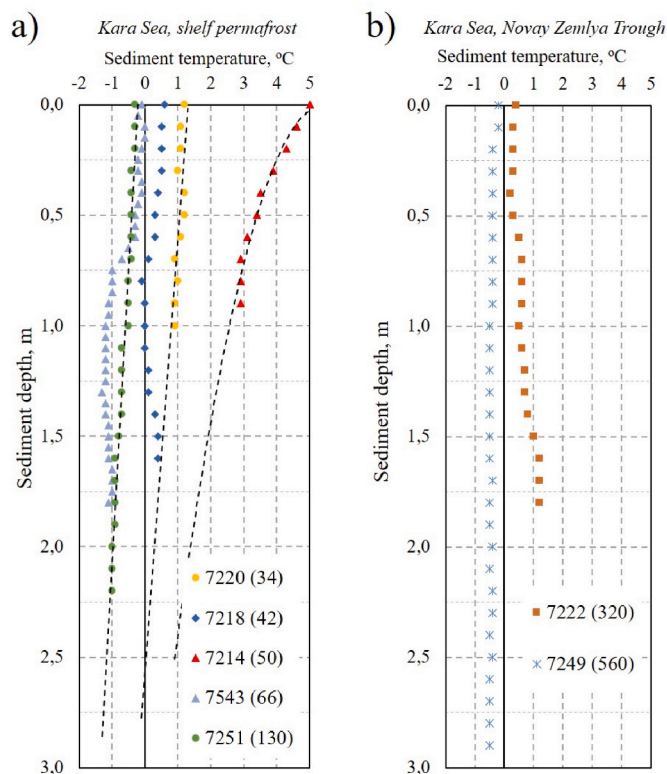 a) Kara Sea, shelf permafrost
Sediment temperature, ºC
-2 -1 0 1 2 3 4 5
0,0
0,5
1,0
1,5
2,0
2,5
3,0
Sediment depth, m
7220 (34)
7218 (42)
7214 (50)
7543 (66)
7251 (130)
b) Kara Sea, Novay Zemlya Trough
Sediment temperature, ºC
-2 -1 0 1 2 3 4 5
0,0
0,5
1,0
1,5
2,0
2,5
3,0
Sediment depth, m
7222 (320)
7249 (560)